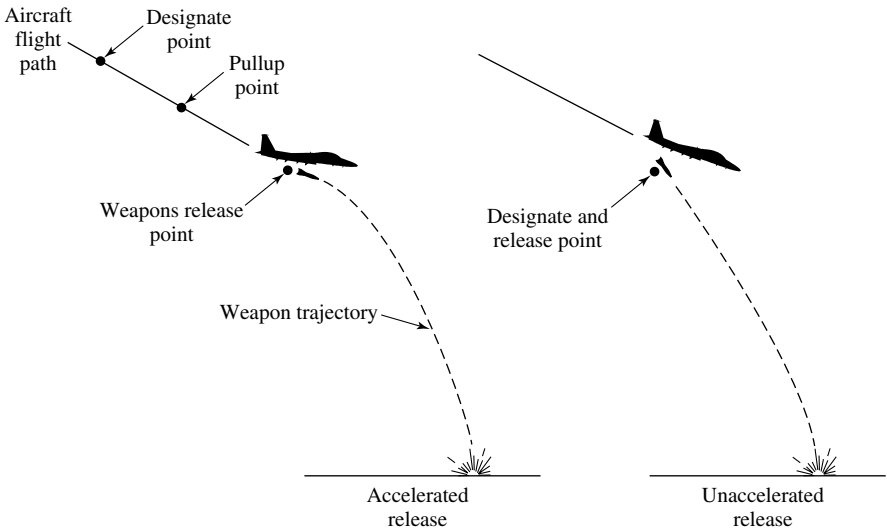 Aircraft
flight
path
Designate
point
Pullup
point
Weapons release
point
Weapon trajectory
Accelerated
release
Designate and
release point
Unaccelerated
release